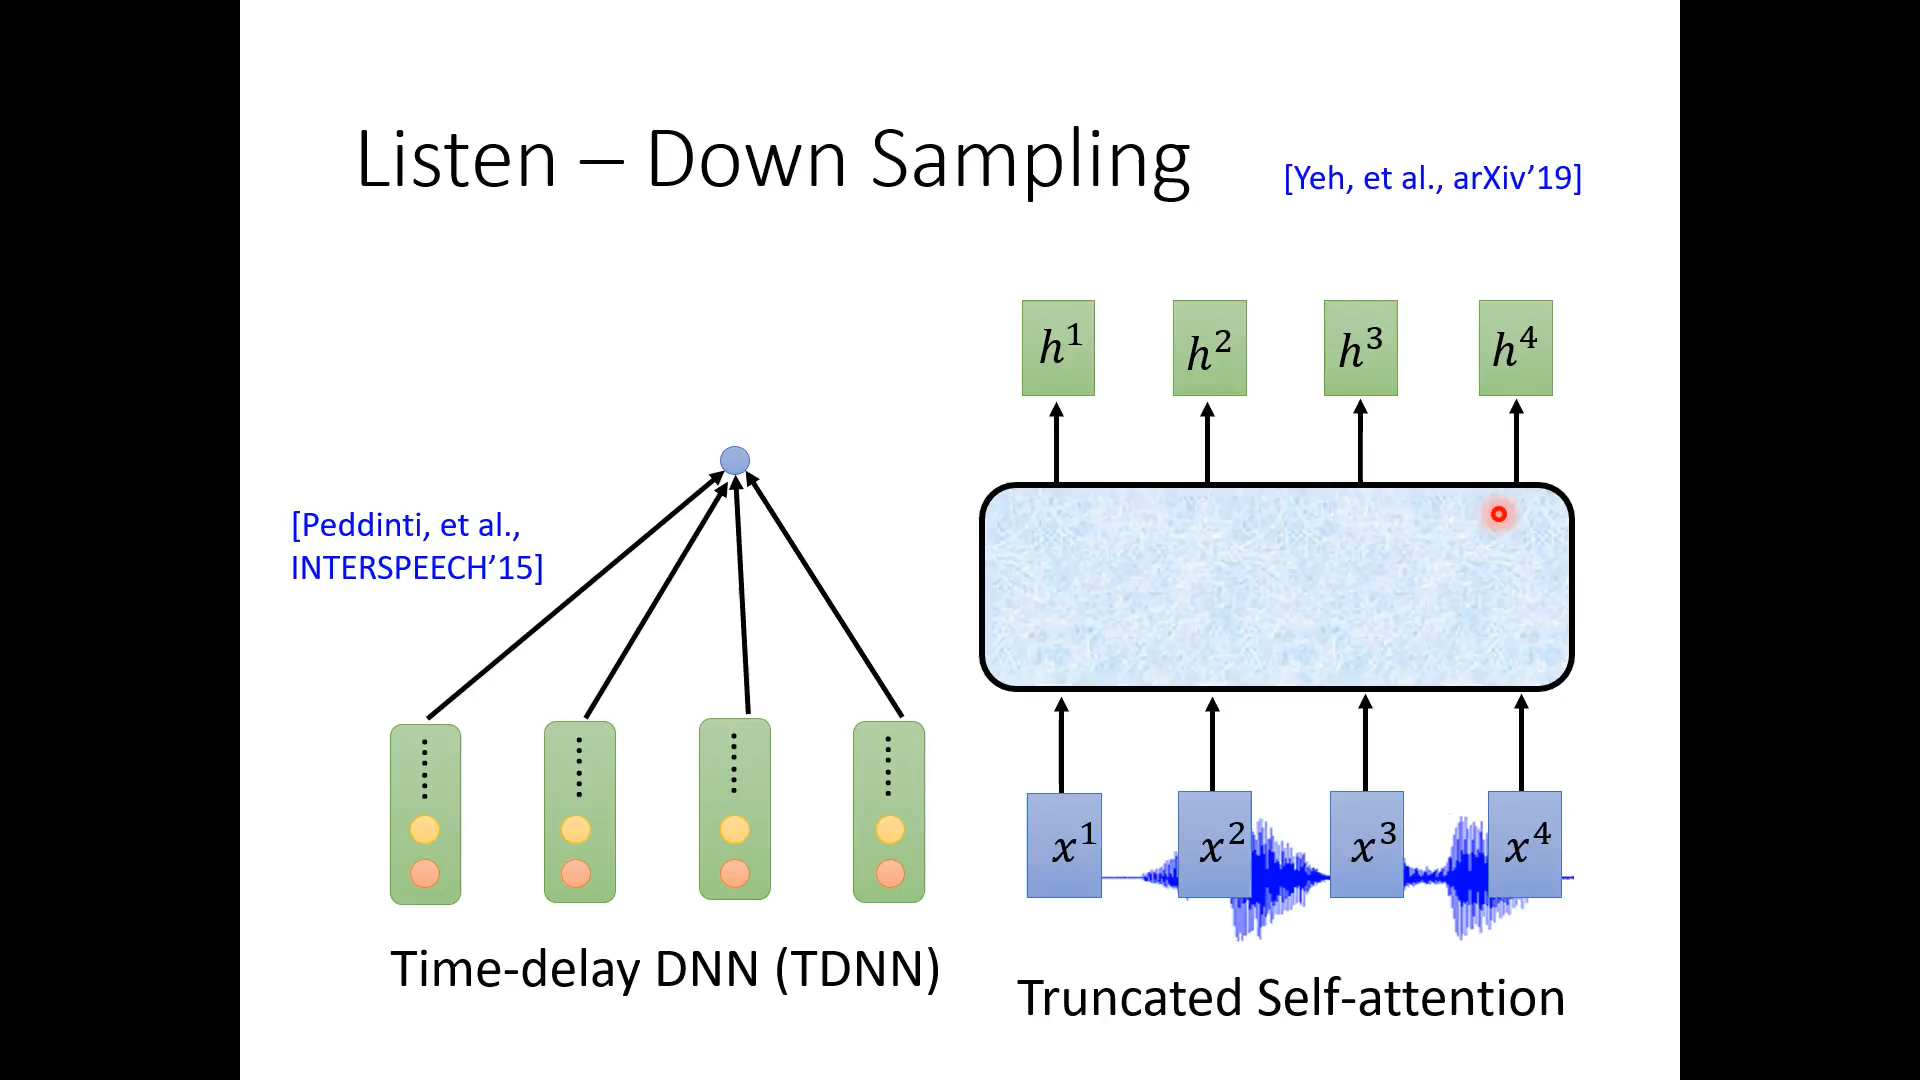 Listen – Down Sampling
[Yeh, et al., arXiv’19]
h¹ h² h³ h⁴
[Peddinti, et al.,
INTERSPEECH’15]
x¹ x² x³ x⁴
Time-delay DNN (TDNN)
Truncated Self-attention